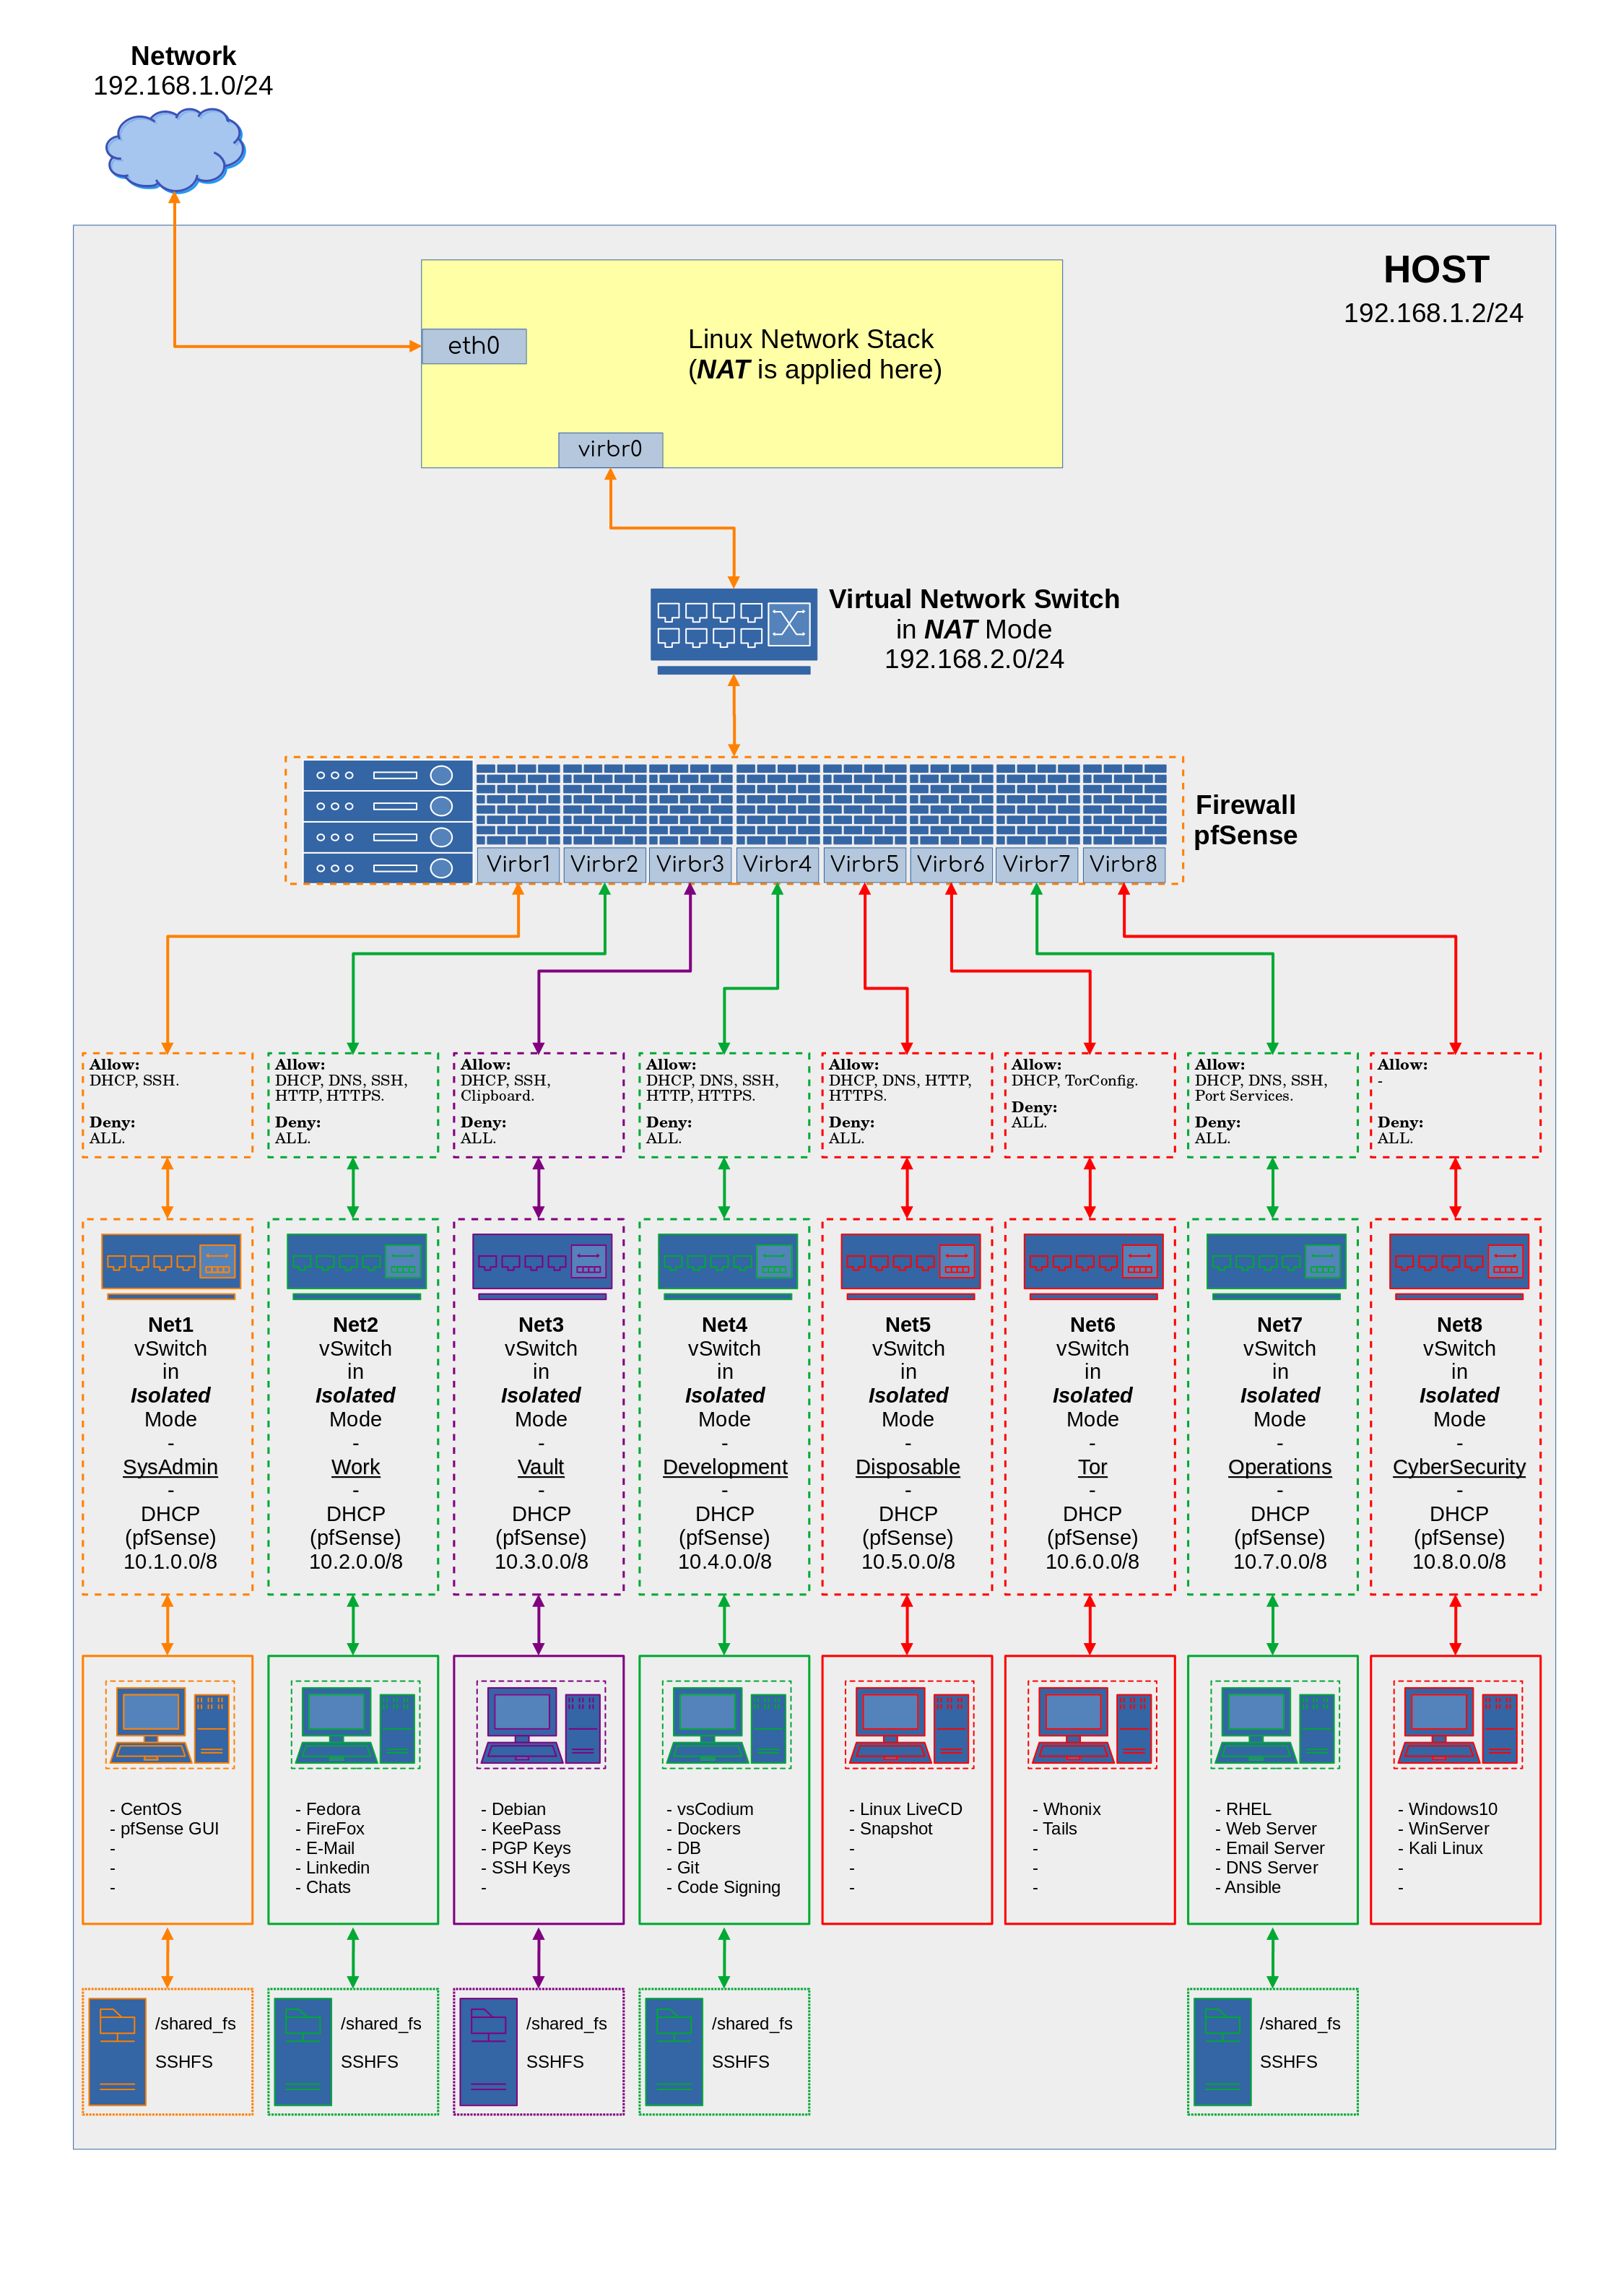 Network
192.168.1.0/24
HOST
192.168.1.2/24
eth0
Linux Network Stack
(NAT is applied here)
virbr0
Virtual Network Switch
in NAT Mode
192.168.2.0/24
Firewall
pfSense
Virbr1
Virbr2
Virbr3
Virbr4
Virbr5
Virbr6
Virbr7
Virbr8
Allow:
DHCP, SSH.
Deny:
ALL.
Allow:
DHCP, DNS, SSH,
HTTP, HTTPS.
Deny:
ALL.
Allow:
DHCP, SSH,
Clipboard.
Deny:
ALL.
Allow:
DHCP, DNS, SSH,
HTTP, HTTPS.
Deny:
ALL.
Allow:
DHCP, DNS, HTTP,
HTTPS.
Deny:
ALL.
Allow:
DHCP, TorConfig.
Deny:
ALL.
Allow:
DHCP, DNS, SSH,
Port Services.
Deny:
ALL.
Allow:
-
Deny:
ALL.
Net1
vSwitch
in
Isolated
Mode
-
SysAdmin
-
DHCP
(pfSense)
10.1.0.0/8
Net2
vSwitch
in
Isolated
Mode
-
Work
-
DHCP
(pfSense)
10.2.0.0/8
Net3
vSwitch
in
Isolated
Mode
-
Vault
-
DHCP
(pfSense)
10.3.0.0/8
Net4
vSwitch
in
Isolated
Mode
-
Development
-
DHCP
(pfSense)
10.4.0.0/8
Net5
vSwitch
in
Isolated
Mode
-
Disposable
-
DHCP
(pfSense)
10.5.0.0/8
Net6
vSwitch
in
Isolated
Mode
-
Tor
-
DHCP
(pfSense)
10.6.0.0/8
Net7
vSwitch
in
Isolated
Mode
-
Operations
-
DHCP
(pfSense)
10.7.0.0/8
Net8
vSwitch
in
Isolated
Mode
-
CyberSecurity
-
DHCP
(pfSense)
10.8.0.0/8
- CentOS
- pfSense GUI
-
-
-
- Fedora
- FireFox
- E-Mail
- Linkedin
- Chats
- Debian
- KeePass
- PGP Keys
- SSH Keys
-
- vsCodium
- Dockers
- DB
- Git
- Code Signing
- Linux LiveCD
- Snapshot
-
-
-
- Whonix
- Tails
-
-
-
- RHEL
- Web Server
- Email Server
- DNS Server
- Ansible
- Windows10
- WinServer
- Kali Linux
-
-
/shared_fs
SSHFS
/shared_fs
SSHFS
/shared_fs
SSHFS
/shared_fs
SSHFS
/shared_fs
SSHFS